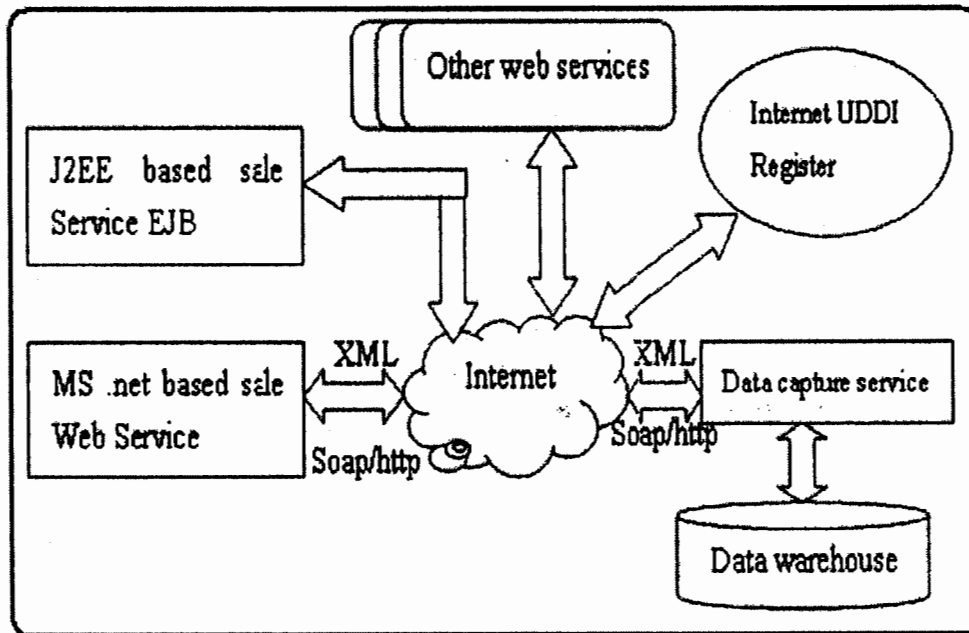 Other web services
Internet UDDI
Register
J2EE based sale
Service EJB
MS .net based sale
Web Service
XML
Soap/http
Internet
XML
Soap/http
Data capture service
Data warehouse